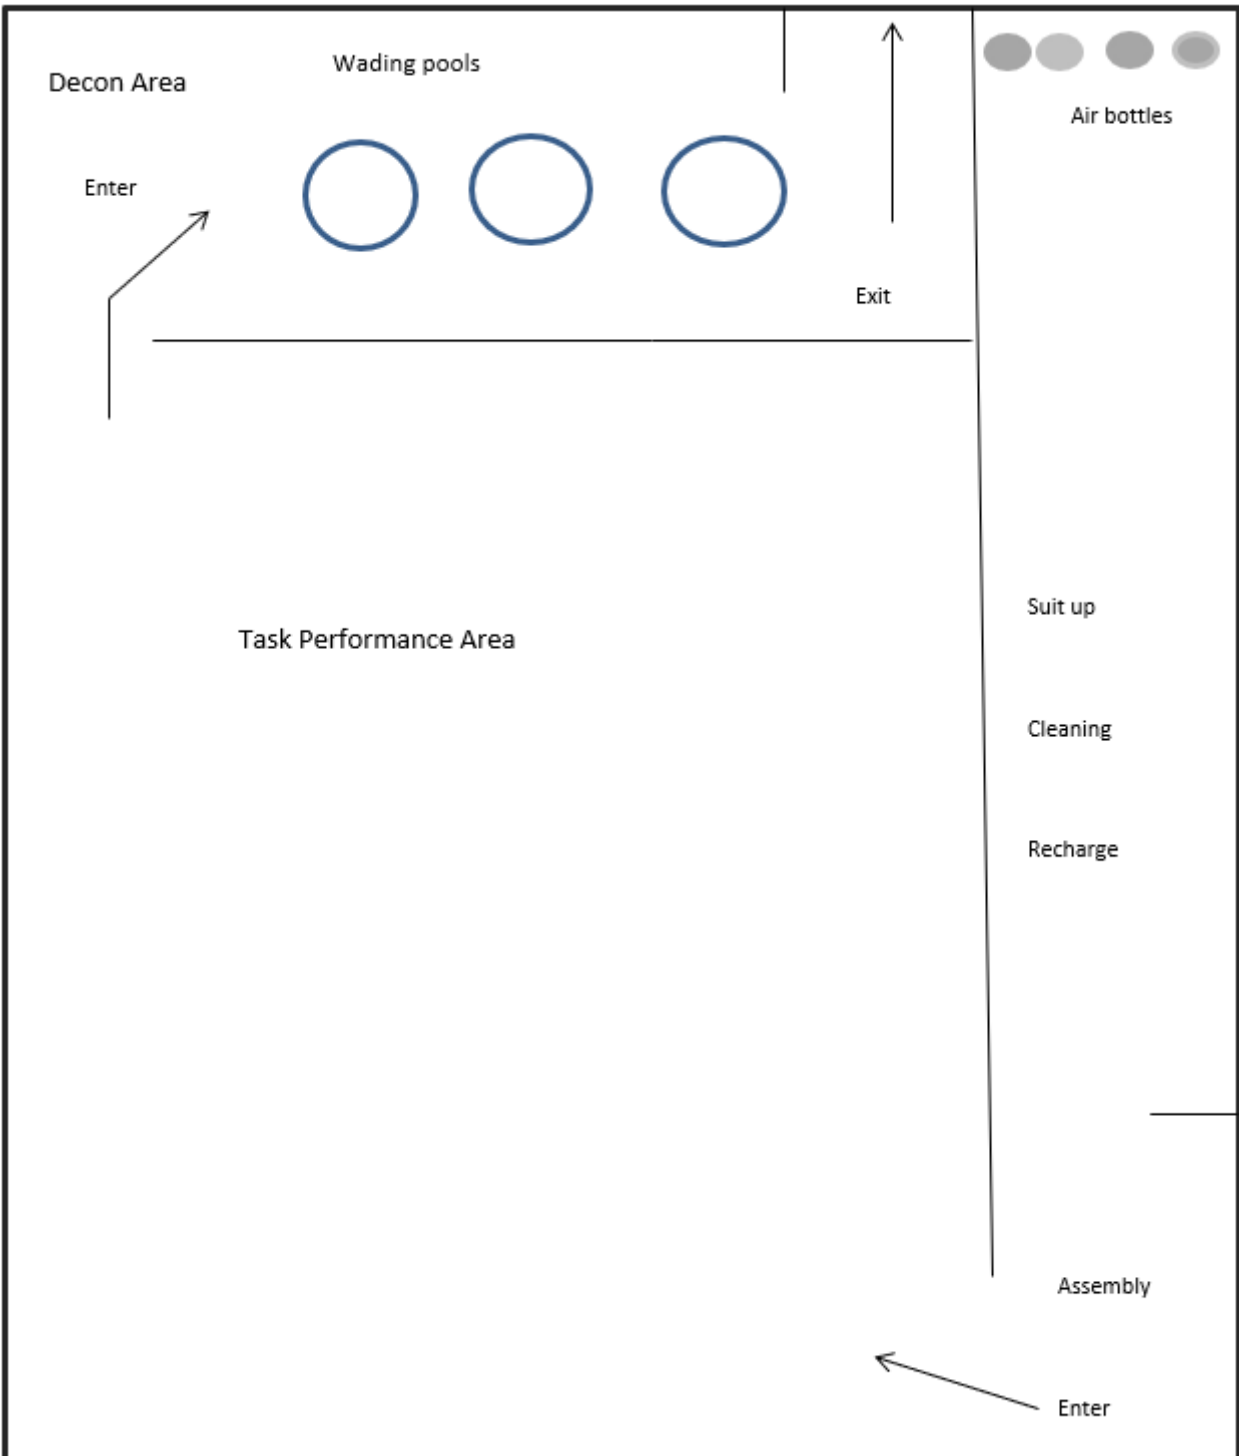 Wading pools
Decon Area
Air bottles
Enter
Exit
Suit up
Task Performance Area
Cleaning
Recharge
Assembly
Enter